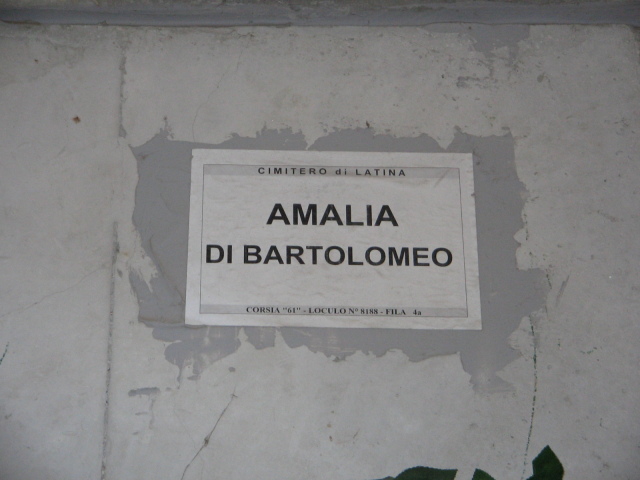 CIMITERO di LATINA
AMALIA
DI BARTOLOMEO
CORSIA "61" - LOCULO N° 8188 - FILA 4a